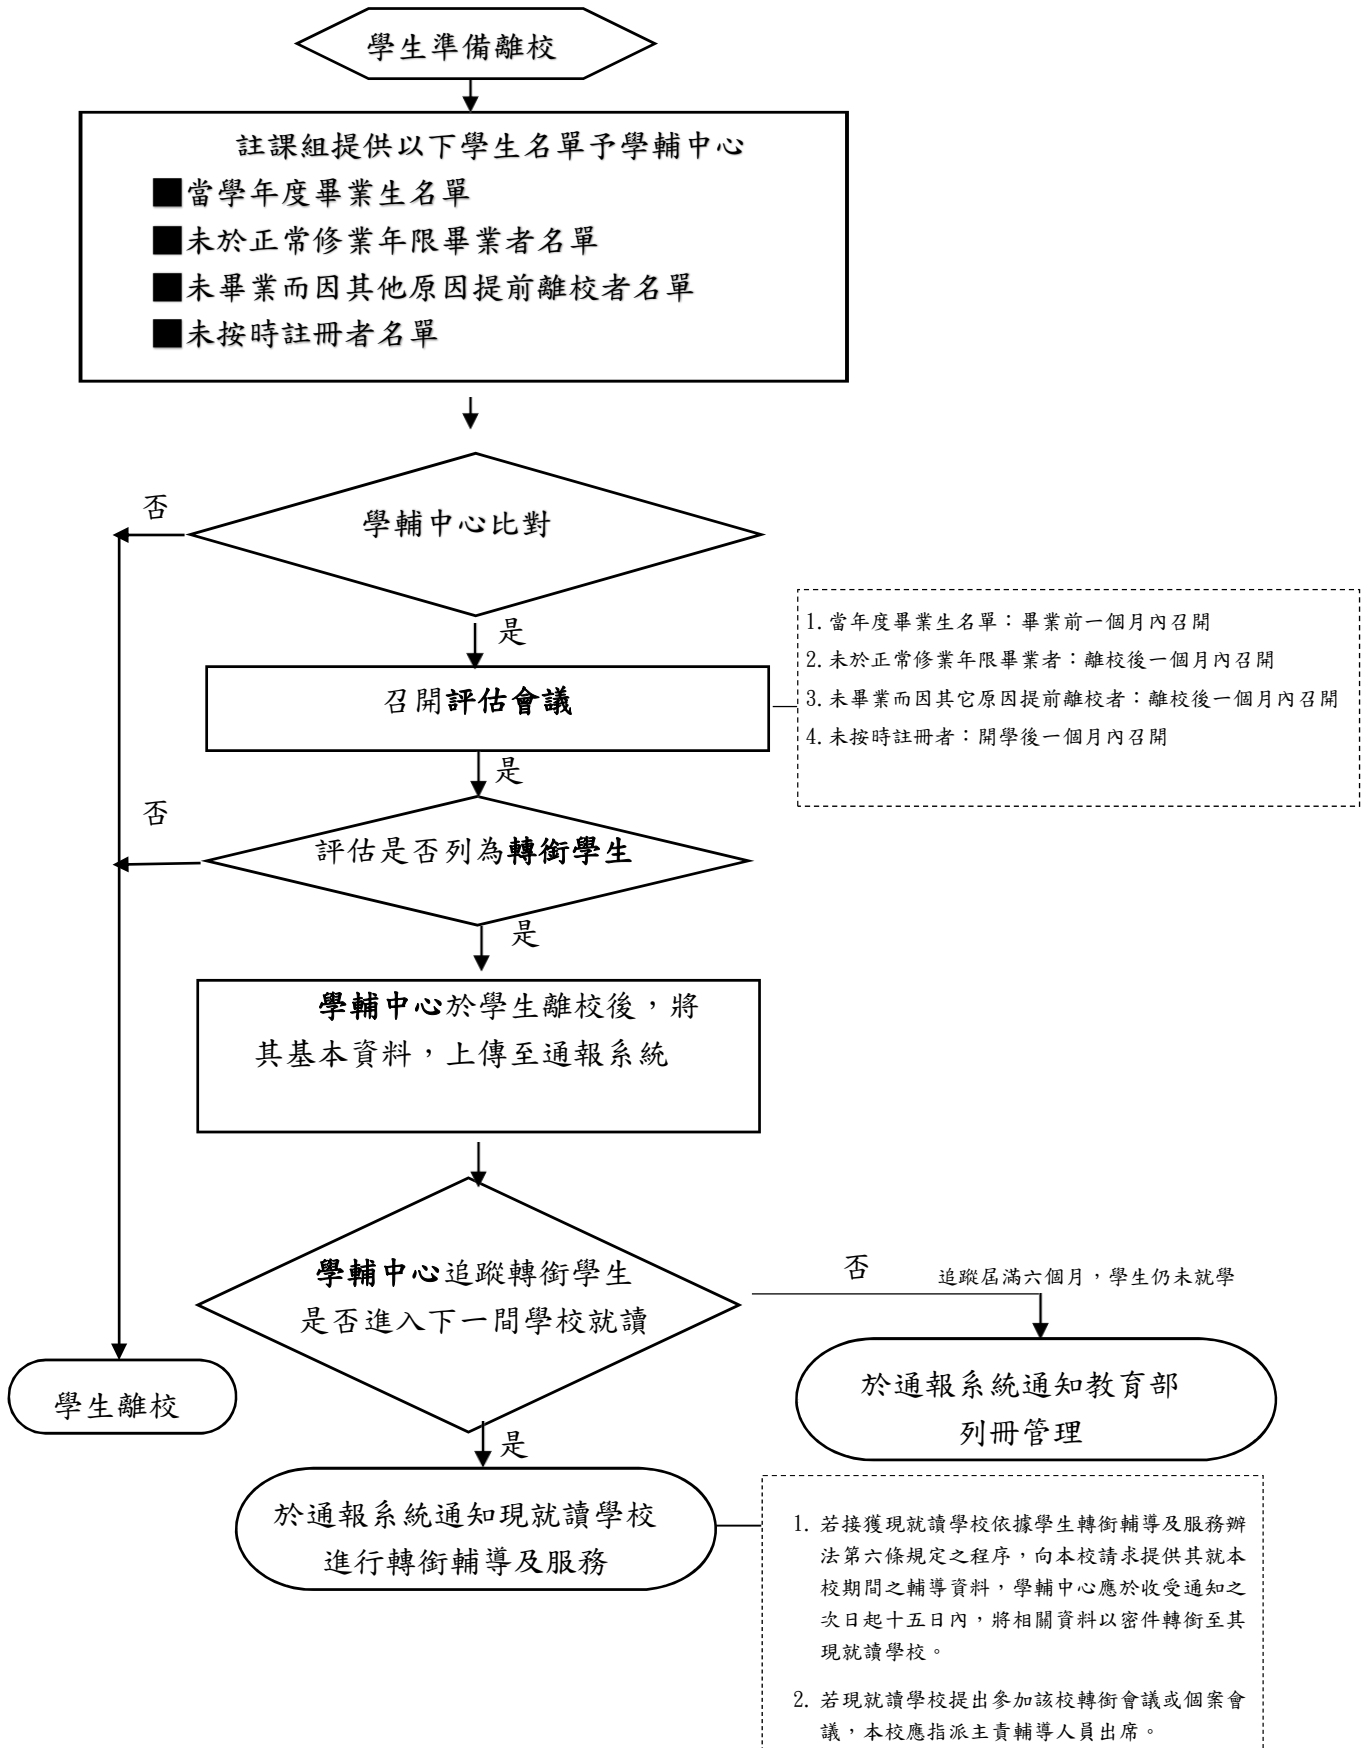 學生準備離校
註課組提供以下學生名單予學輔中心
■當學年度畢業生名單
■未於正常修業年限畢業者名單
■未畢業而因其他原因提前離校者名單
■未按時註冊者名單
否
學輔中心比對
是
1. 當年度畢業生名單：畢業前一個月內召開
2. 未於正常修業年限畢業者：離校後一個月內召開
3. 未畢業而因其它原因提前離校者：離校後一個月內召開
4. 未按時註冊者：開學後一個月內召開
召開評估會議
是
否
評估是否列為轉銜學生
是
學輔中心於學生離校後，將
其基本資料，上傳至通報系統
學輔中心追蹤轉銜學生
是否進入下一間學校就讀
否
追蹤屆滿六個月，學生仍未就學
學生離校
於通報系統通知教育部
列冊管理
是
於通報系統通知現就讀學校
進行轉銜輔導及服務
1. 若接獲現就讀學校依據學生轉銜輔導及服務辦
法第六條規定之程序，向本校請求提供其就本
校期間之輔導資料，學輔中心應於收受通知之
次日起十五日內，將相關資料以密件轉銜至其
現就讀學校。
2. 若現就讀學校提出參加該校轉銜會議或個案會
議，本校應指派主責輔導人員出席。